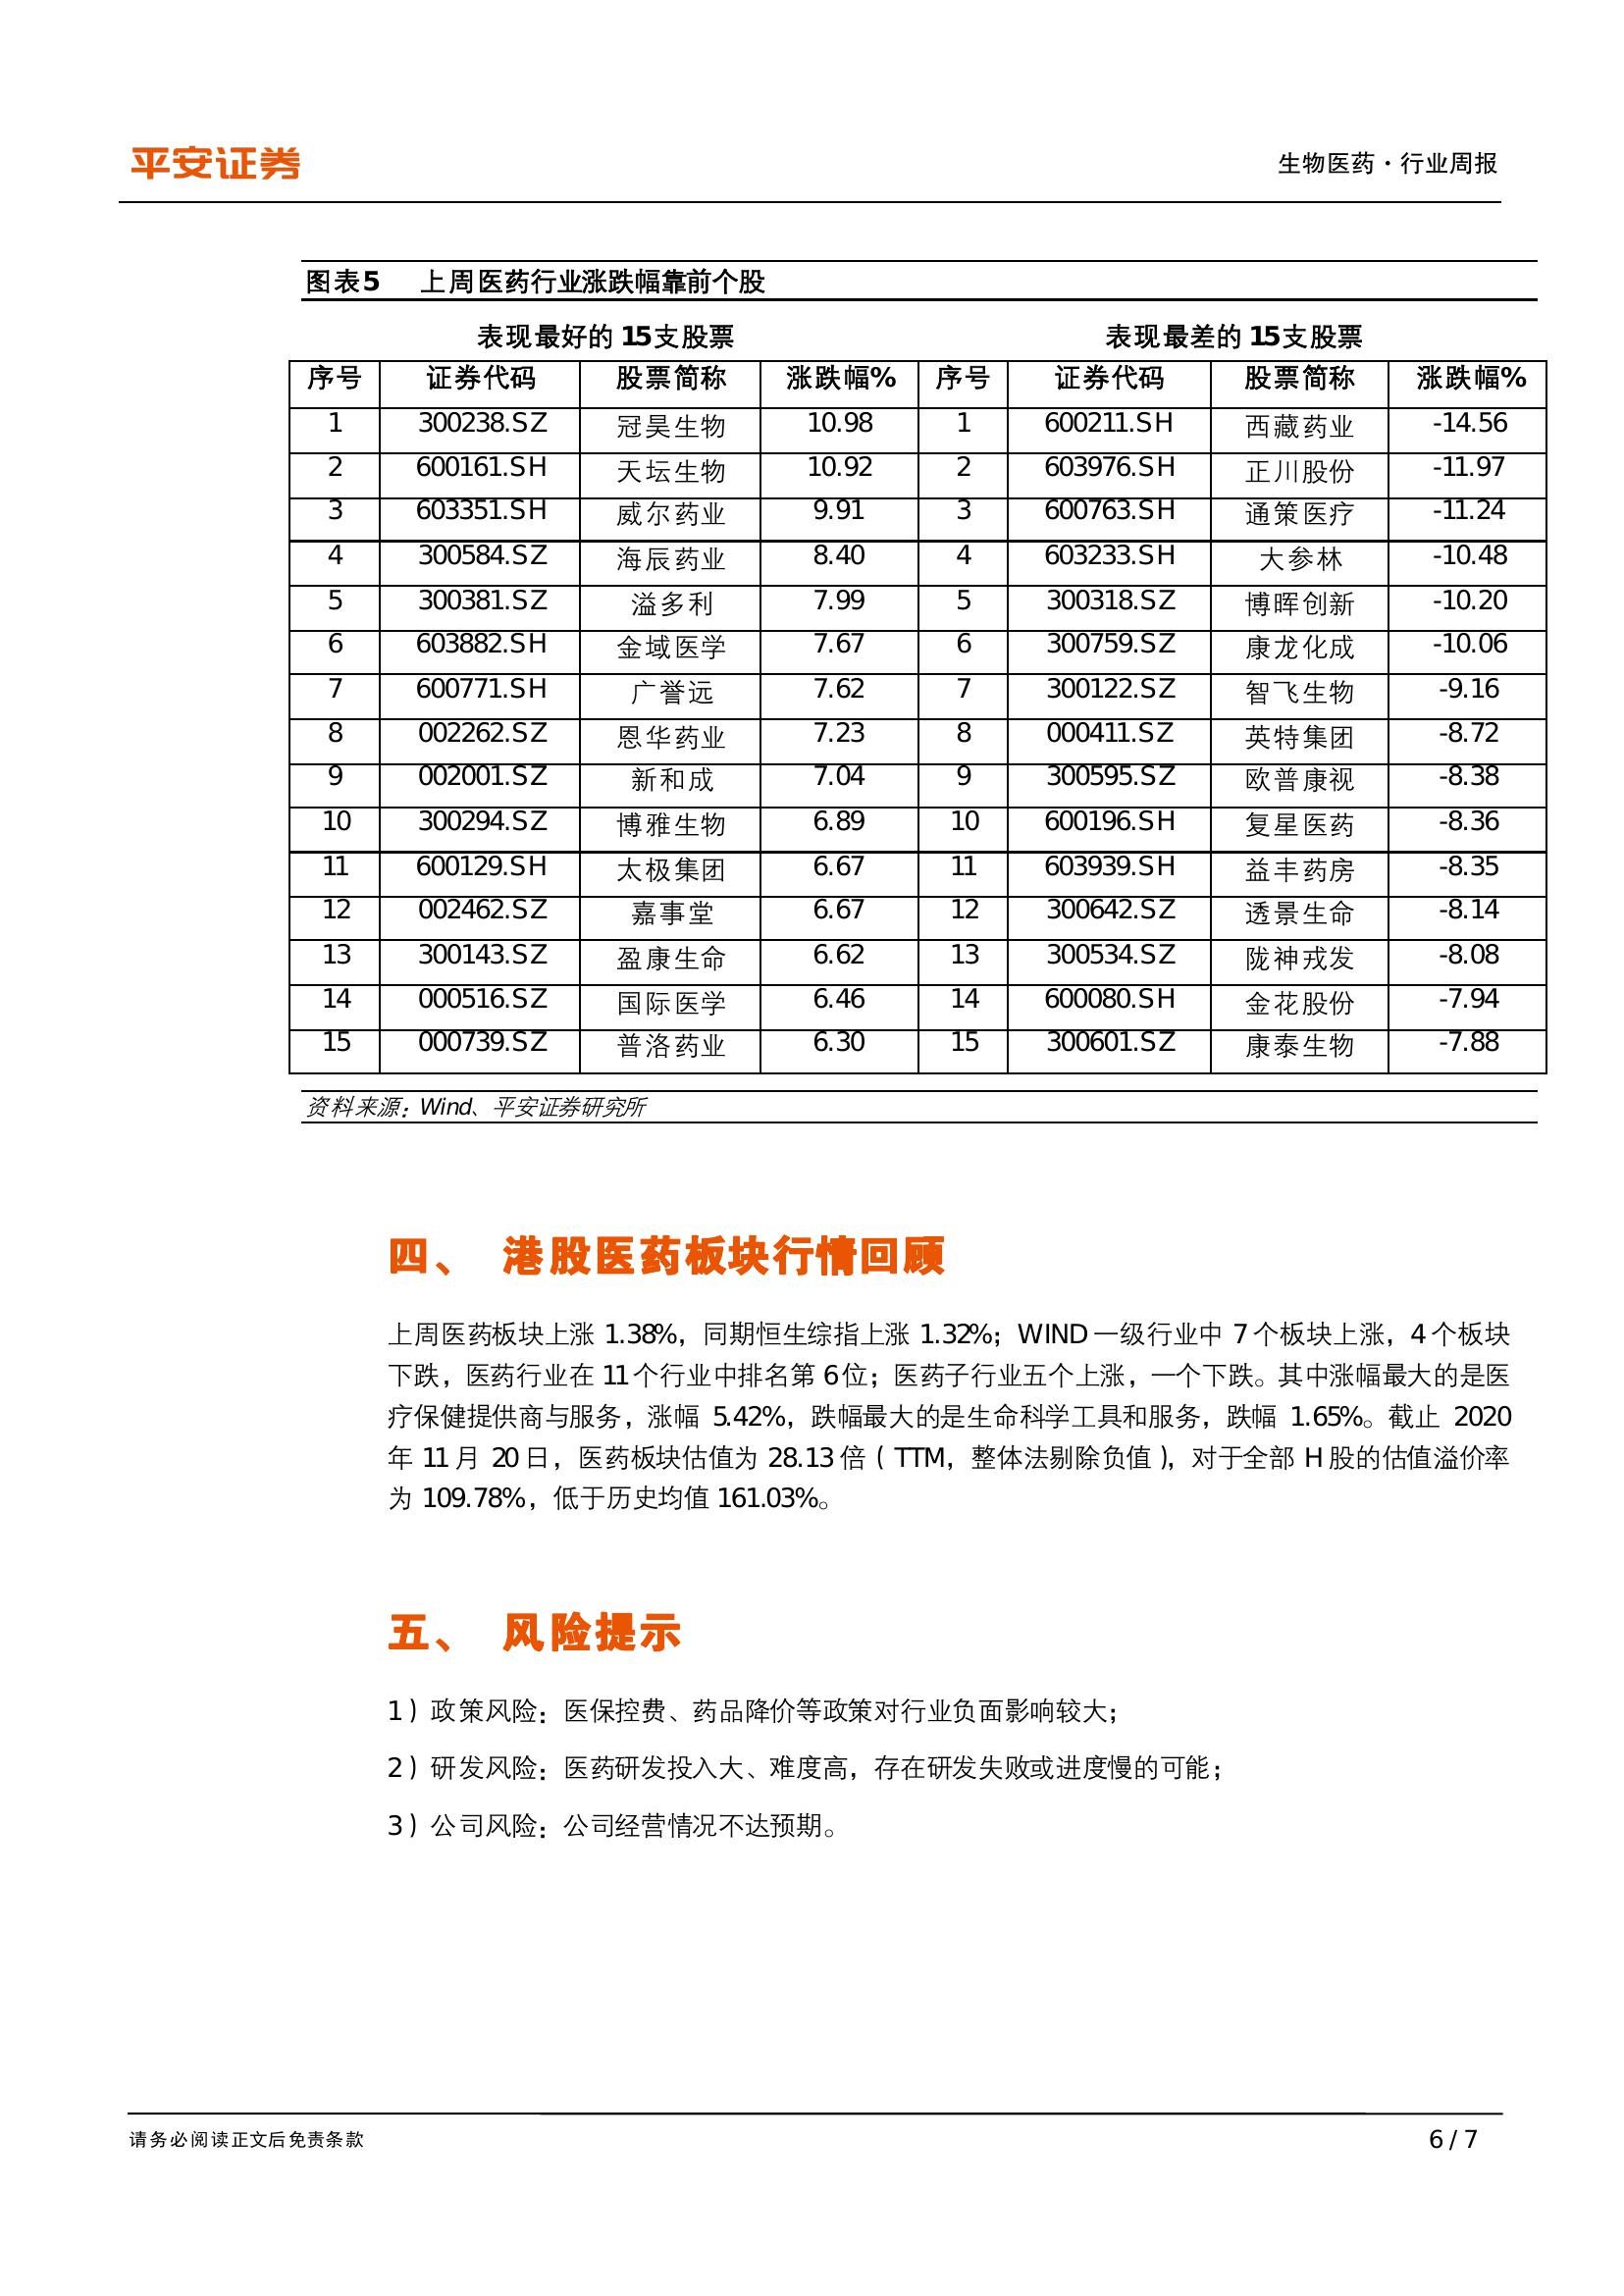 平安证券
生物医药·行业周报
图表5 上周医药行业涨跌幅靠前个股
表现最好的 15支股票 表现最差的 15支股票
序号 证券代码 股票简称 涨跌幅% 序号 证券代码 股票简称 涨跌幅%
1 300238.SZ 冠昊生物 10.98 1 600211.SH 西藏药业 -14.56
2 600161.SH 天坛生物 10.92 2 603976.SH 正川股份 -11.97
3 603351.SH 威尔药业 9.91 3 600763.SH 通策医疗 -11.24
4 300584.SZ 海辰药业 8.40 4 603233.SH 大参林 -10.48
5 300381.SZ 溢多利 7.99 5 300318.SZ 博晖创新 -10.20
6 603882.SH 金域医学 7.67 6 300759.SZ 康龙化成 -10.06
7 600771.SH 广誉远 7.62 7 300122.SZ 智飞生物 -9.16
8 002262.SZ 恩华药业 7.23 8 000411.SZ 英特集团 -8.72
9 002001.SZ 新和成 7.04 9 300595.SZ 欧普康视 -8.38
10 300294.SZ 博雅生物 6.89 10 600196.SH 复星医药 -8.36
11 600129.SH 太极集团 6.67 11 603939.SH 益丰药房 -8.35
12 002462.SZ 嘉事堂 6.67 12 300642.SZ 透景生命 -8.14
13 300143.SZ 盈康生命 6.62 13 300534.SZ 陇神戎发 -8.08
14 000516.SZ 国际医学 6.46 14 600080.SH 金花股份 -7.94
15 000739.SZ 普洛药业 6.30 15 300601.SZ 康泰生物 -7.88
资料来源：Wind、平安证券研究所
四、 港股医药板块行情回顾
上周医药板块上涨 1.38%，同期恒生综指上涨 1.32%；WIND 一级行业中 7 个板块上涨，4 个板块
下跌，医药行业在 11 个行业中排名第 6 位；医药子行业五个上涨，一个下跌。其中涨幅最大的是医
疗保健提供商与服务，涨幅 5.42%，跌幅最大的是生命科学工具和服务，跌幅 1.65%。截止 2020
年 11 月 20 日，医药板块估值为 28.13 倍（TTM，整体法剔除负值），对于全部 H 股的估值溢价率
为 109.78%，低于历史均值 161.03%。
五、 风险提示
1）政策风险：医保控费、药品降价等政策对行业负面影响较大；
2）研发风险：医药研发投入大、难度高，存在研发失败或进度慢的可能；
3）公司风险：公司经营情况不达预期。
请务必阅读正文后免责条款
6 / 7